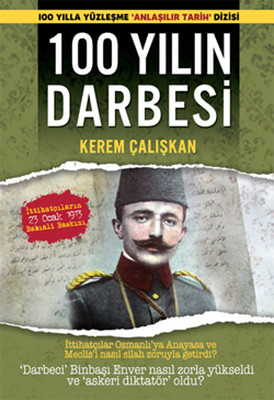 100 YILLA YÜZLEŞME 'ANLAŞILIR TARİH' DİZİSİ
100 YILIN
DARBESİ
KEREM ÇALIŞKAN
İttihatçıların
23 Ocak 1913
Babıali Baskını
İttihatçılar Osmanlı'ya Anayasa ve
Meclis'i nasıl silah zoruyla getirdi?
'Darbeci' Binbaşı Enver nasıl zorla yükseldi
ve 'askeri diktatör' oldu?